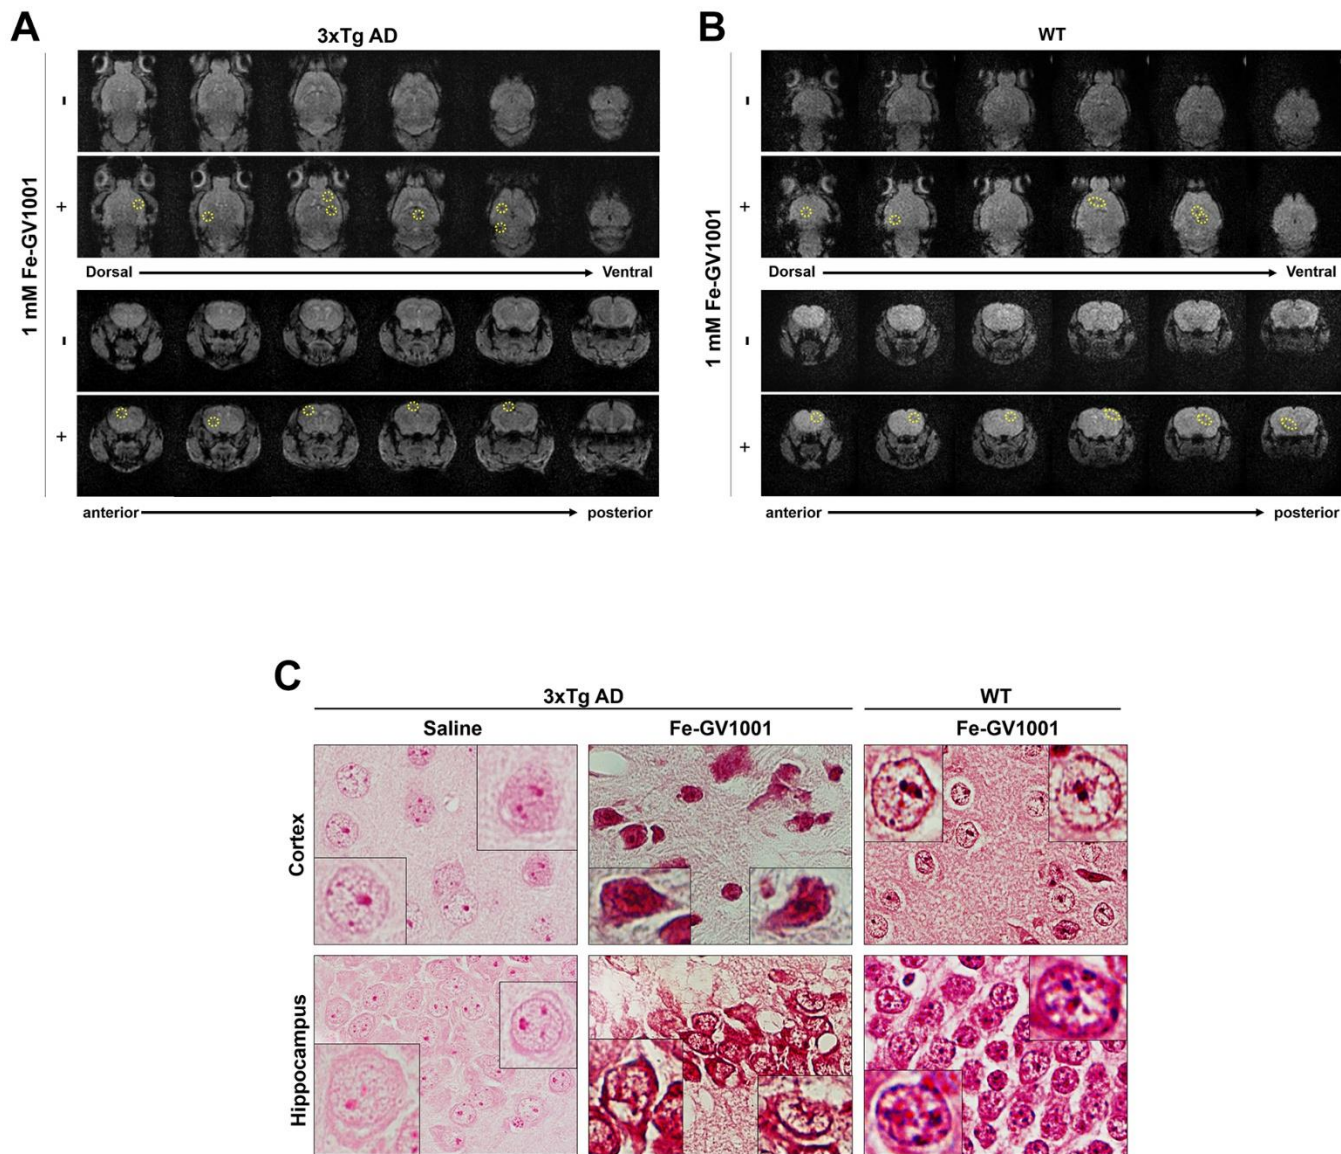 A
3xTg AD
1 mM Fe-GV1001
-
+
Dorsal
Ventral
-
+
anterior
posterior
B
WT
1 mM Fe-GV1001
-
+
Dorsal
Ventral
-
+
anterior
posterior
C
3xTg AD
WT
Saline
Fe-GV1001
Fe-GV1001
Cortex
Hippocampus